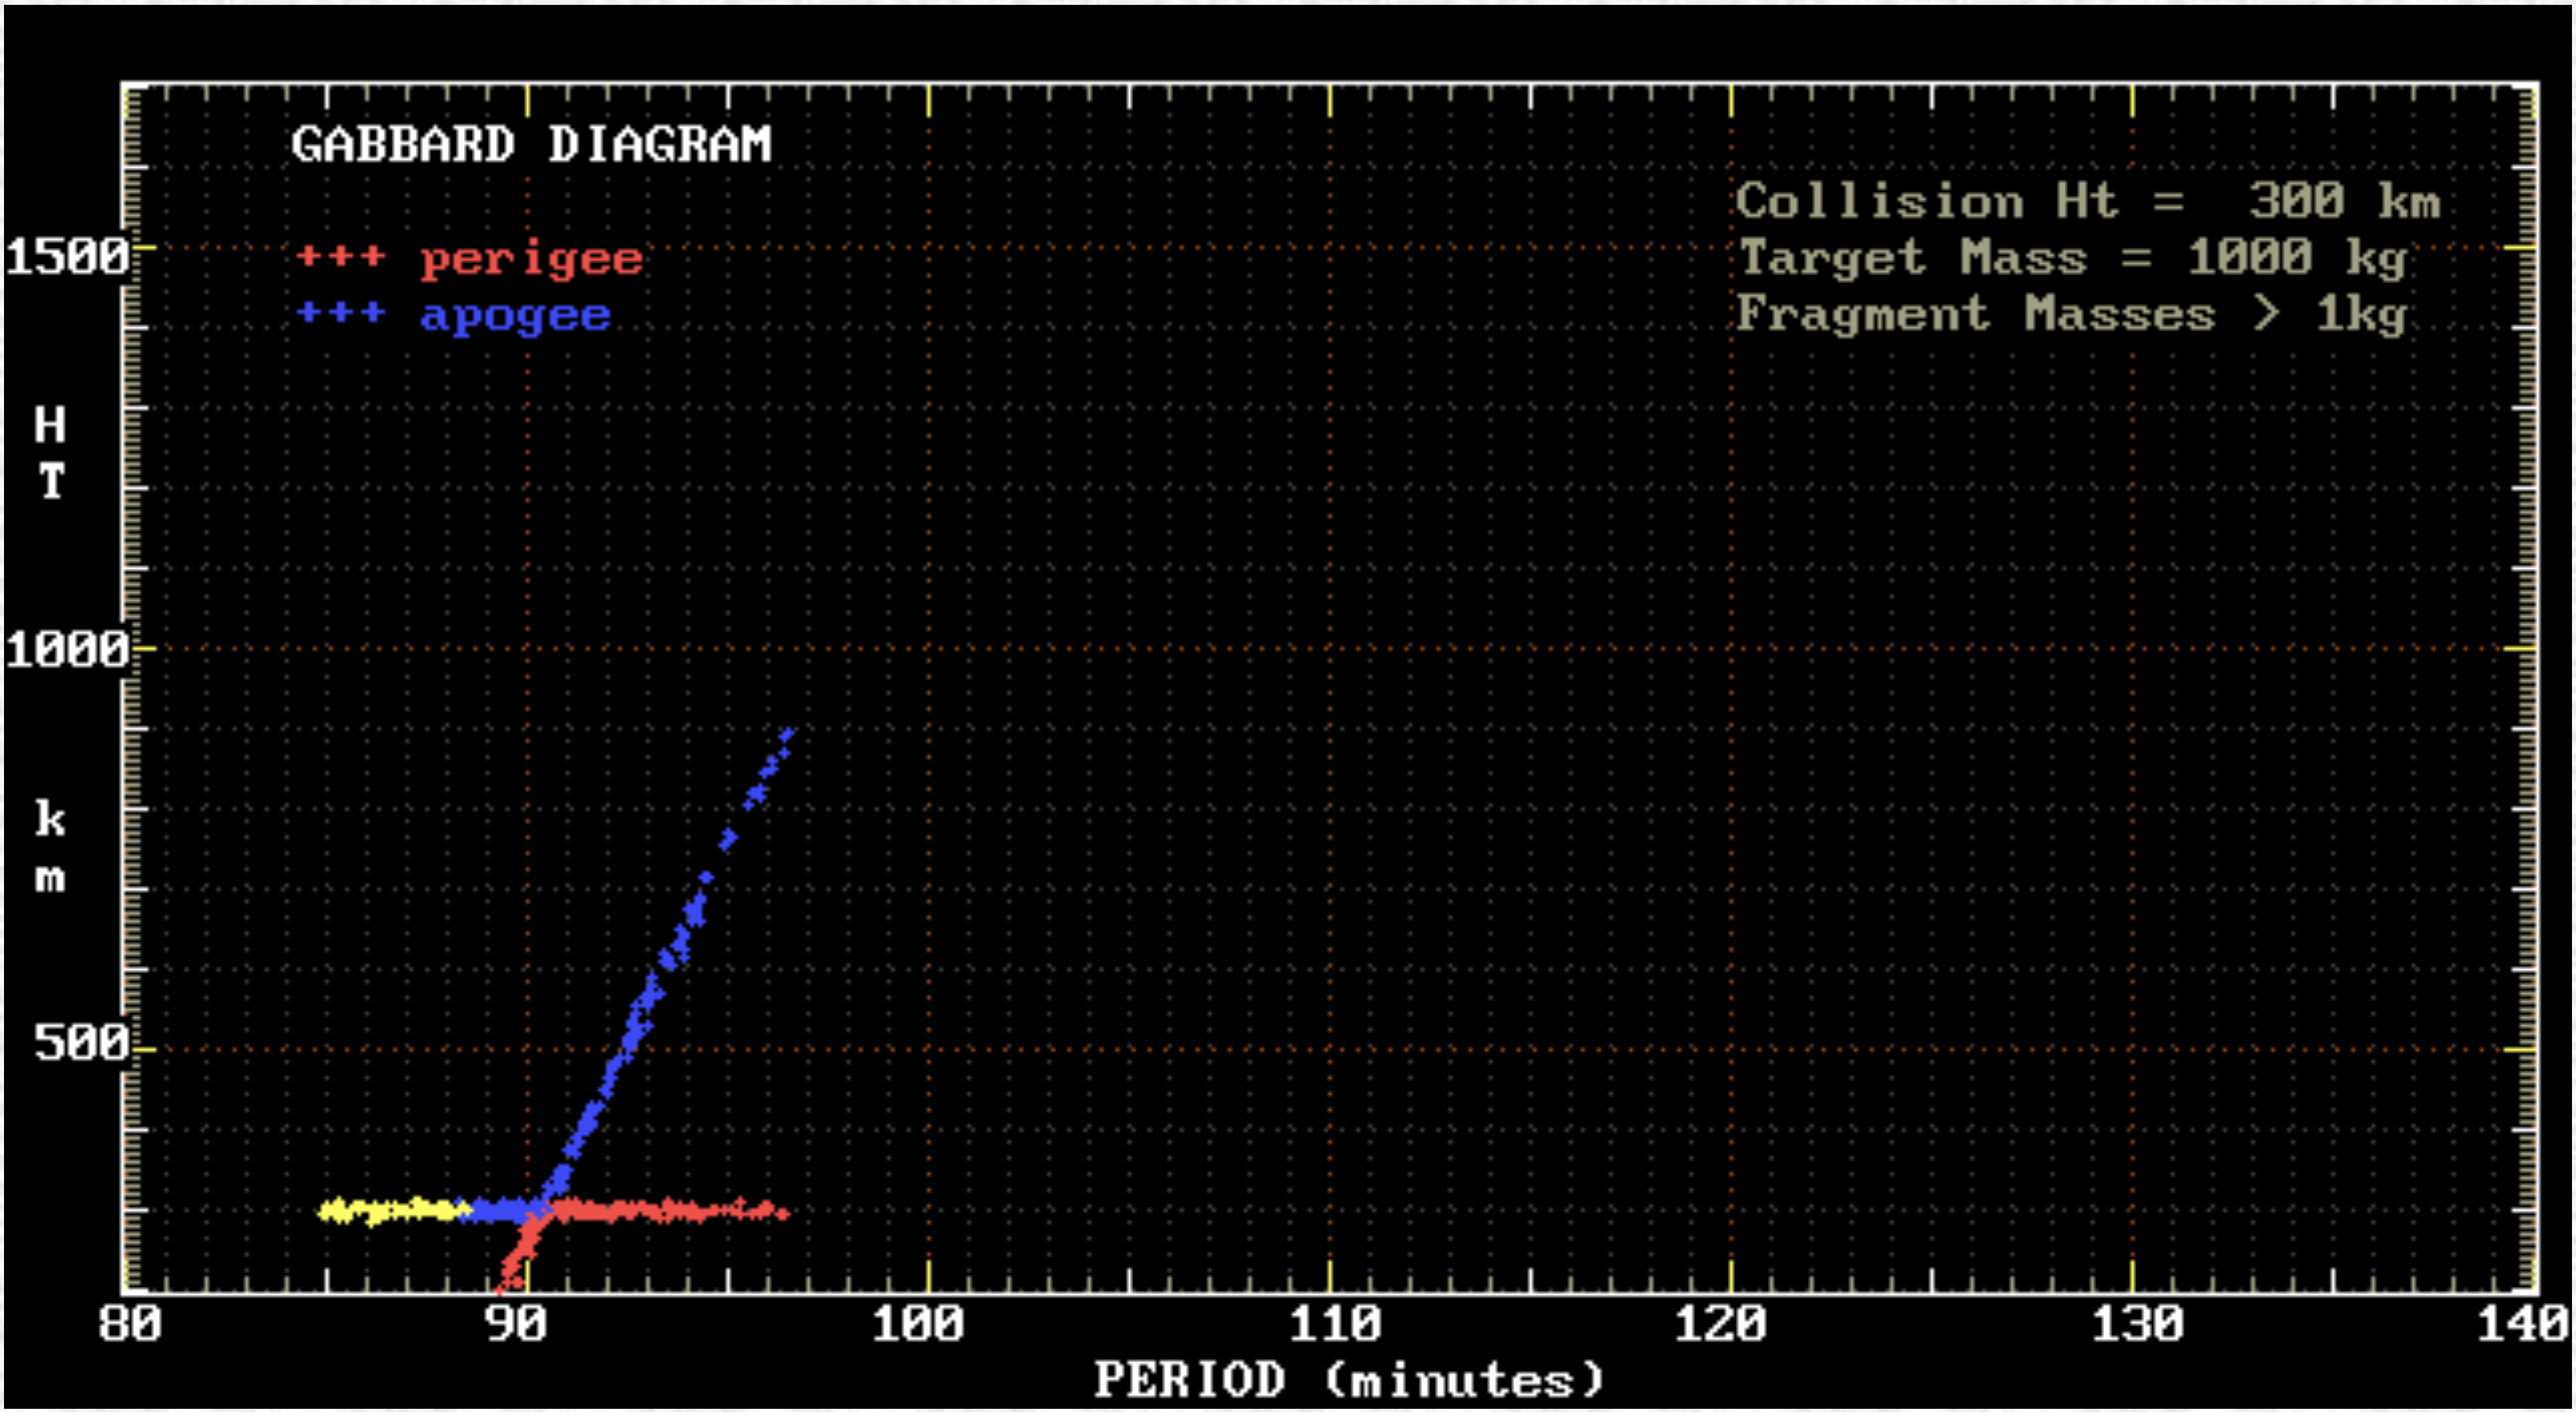 GABBARD DIAGRAM
+++ perigee
+++ apogee
Collision Ht = 300 km
Target Mass = 1000 kg
Fragment Masses > 1kg
1500
H
T
1000
k
m
500
80 90 100 110 120 130 140
PERIOD (minutes)